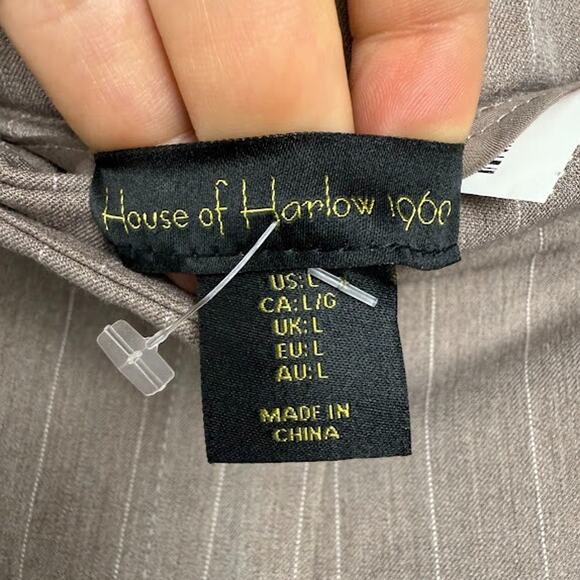 House of Harlow 1960
US: L
CA: L/G
UK: L
EU: L
AU: L
MADE IN
CHINA